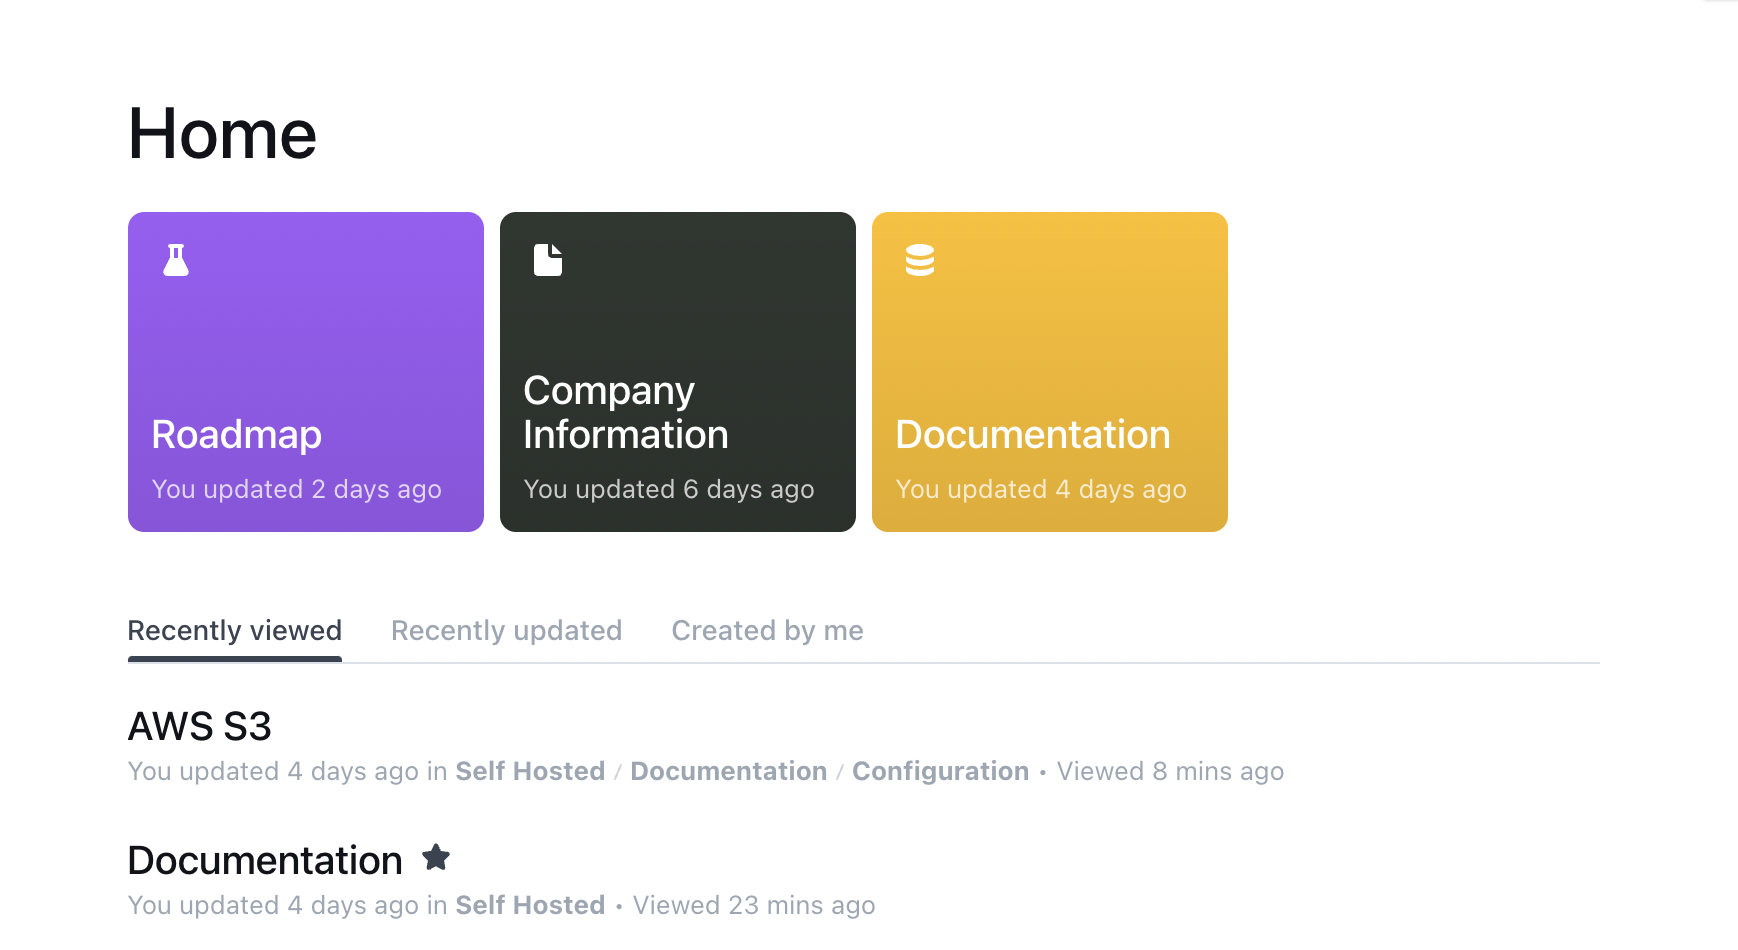 Home
Roadmap
You updated 2 days ago
Company
Information
You updated 6 days ago
Documentation
You updated 4 days ago
Recently viewed
Recently updated
Created by me
AWS S3
You updated 4 days ago in Self Hosted / Documentation / Configuration • Viewed 8 mins ago
Documentation
You updated 4 days ago in Self Hosted • Viewed 23 mins ago